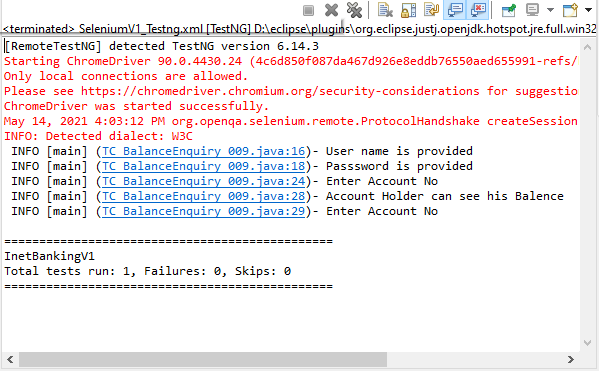 <terminated> SeleniumV1_Testng.xml [TestNG] D:\eclipse\plugins\org.eclipse.justj.openjdk.hotspot.jre.full.win32
[RemoteTestNG] detected TestNG version 6.14.3
Starting ChromeDriver 90.0.4430.24 (4c6d850f087da467d926e8eddb76550aed655991-refs/
Only local connections are allowed.
Please see https://chromedriver.chromium.org/security-considerations for suggestio
ChromeDriver was started successfully.
May 14, 2021 4:03:12 PM org.openqa.selenium.remote.ProtocolHandshake createSession
INFO: Detected dialect: W3C
INFO [main] (TC_BalanceEnquiry_009.java:16)- User name is provided
INFO [main] (TC_BalanceEnquiry_009.java:18)- Passsword is provided
INFO [main] (TC_BalanceEnquiry_009.java:24)- Enter Account No
INFO [main] (TC_BalanceEnquiry_009.java:28)- Account Holder can see his Balence
INFO [main] (TC_BalanceEnquiry_009.java:29)- Enter Account No
===============================================
InetBankingV1
Total tests run: 1, Failures: 0, Skips: 0
===============================================